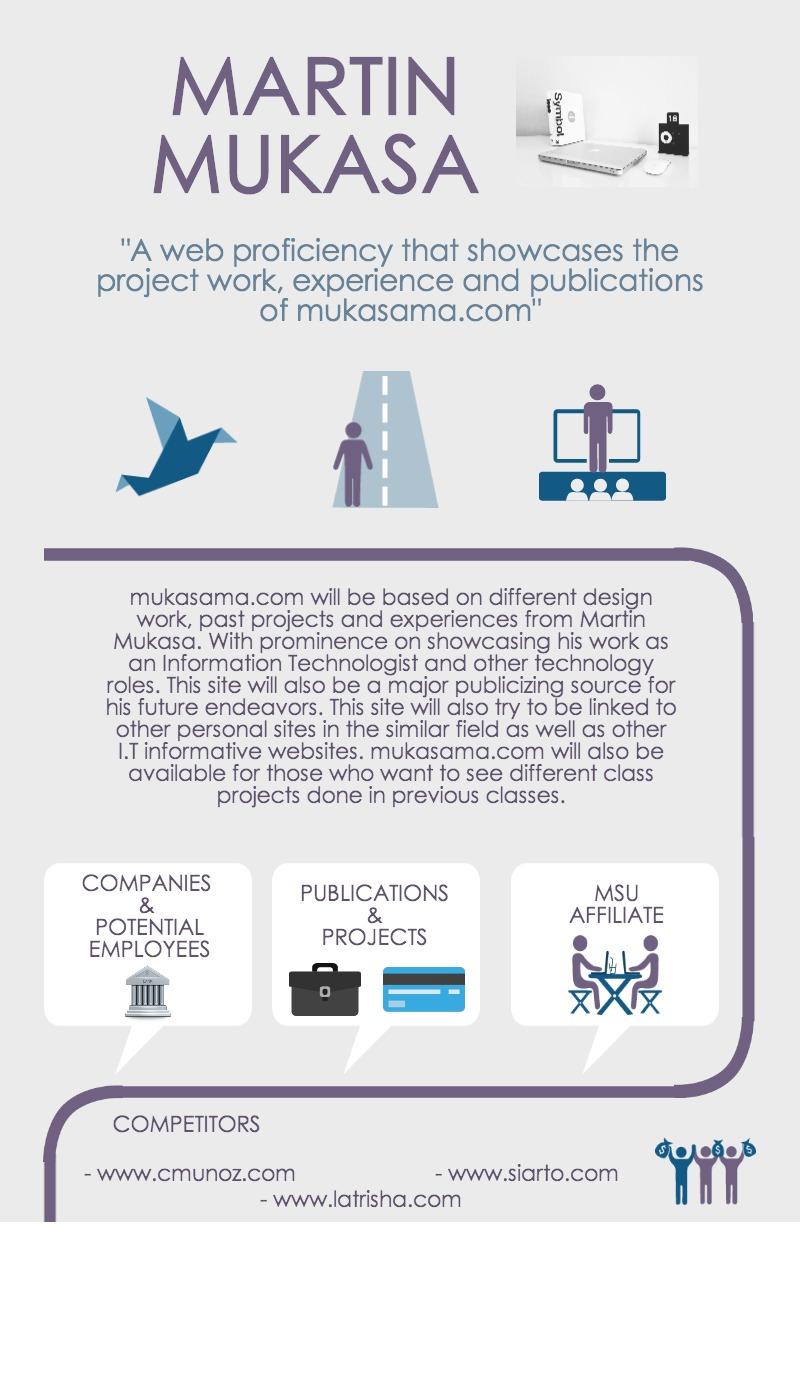 MARTIN
MUKASA
Symbol
18
"A web proficiency that showcases the
project work, experience and publications
of mukasama.com"
mukasama.com will be based on different design
work, past projects and experiences from Martin
Mukasa. With prominence on showcasing his work as
an Information Technologist and other technology
roles. This site will also be a major publicizing source for
his future endeavors. This site will also try to be linked to
other personal sites in the similar field as well as other
I.T informative websites. mukasama.com will also be
available for those who want to see different class
projects done in previous classes.
COMPANIES
&
POTENTIAL
EMPLOYEES
PUBLICATIONS
&
PROJECTS
MSU
AFFILIATE
COMPETITORS
- www.cmunoz.com
- www.siarto.com
- www.latrisha.com